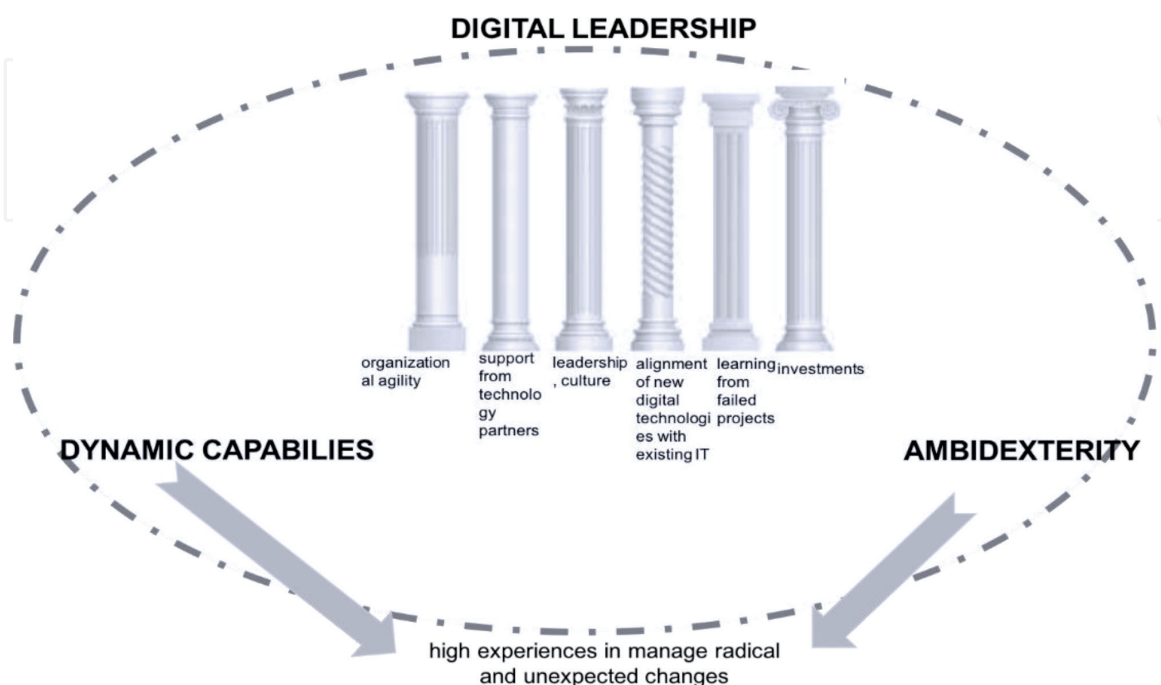 DIGITAL LEADERSHIP
organization
al agility
support
from
technolo
gy
partners
leadership
, culture
alignment
of new
digital
technologi
es with
existing IT
learning
from
failed
projects
investments
DYNAMIC CAPABILIES
AMBIDEXTERITY
high experiences in manage radical
and unexpected changes